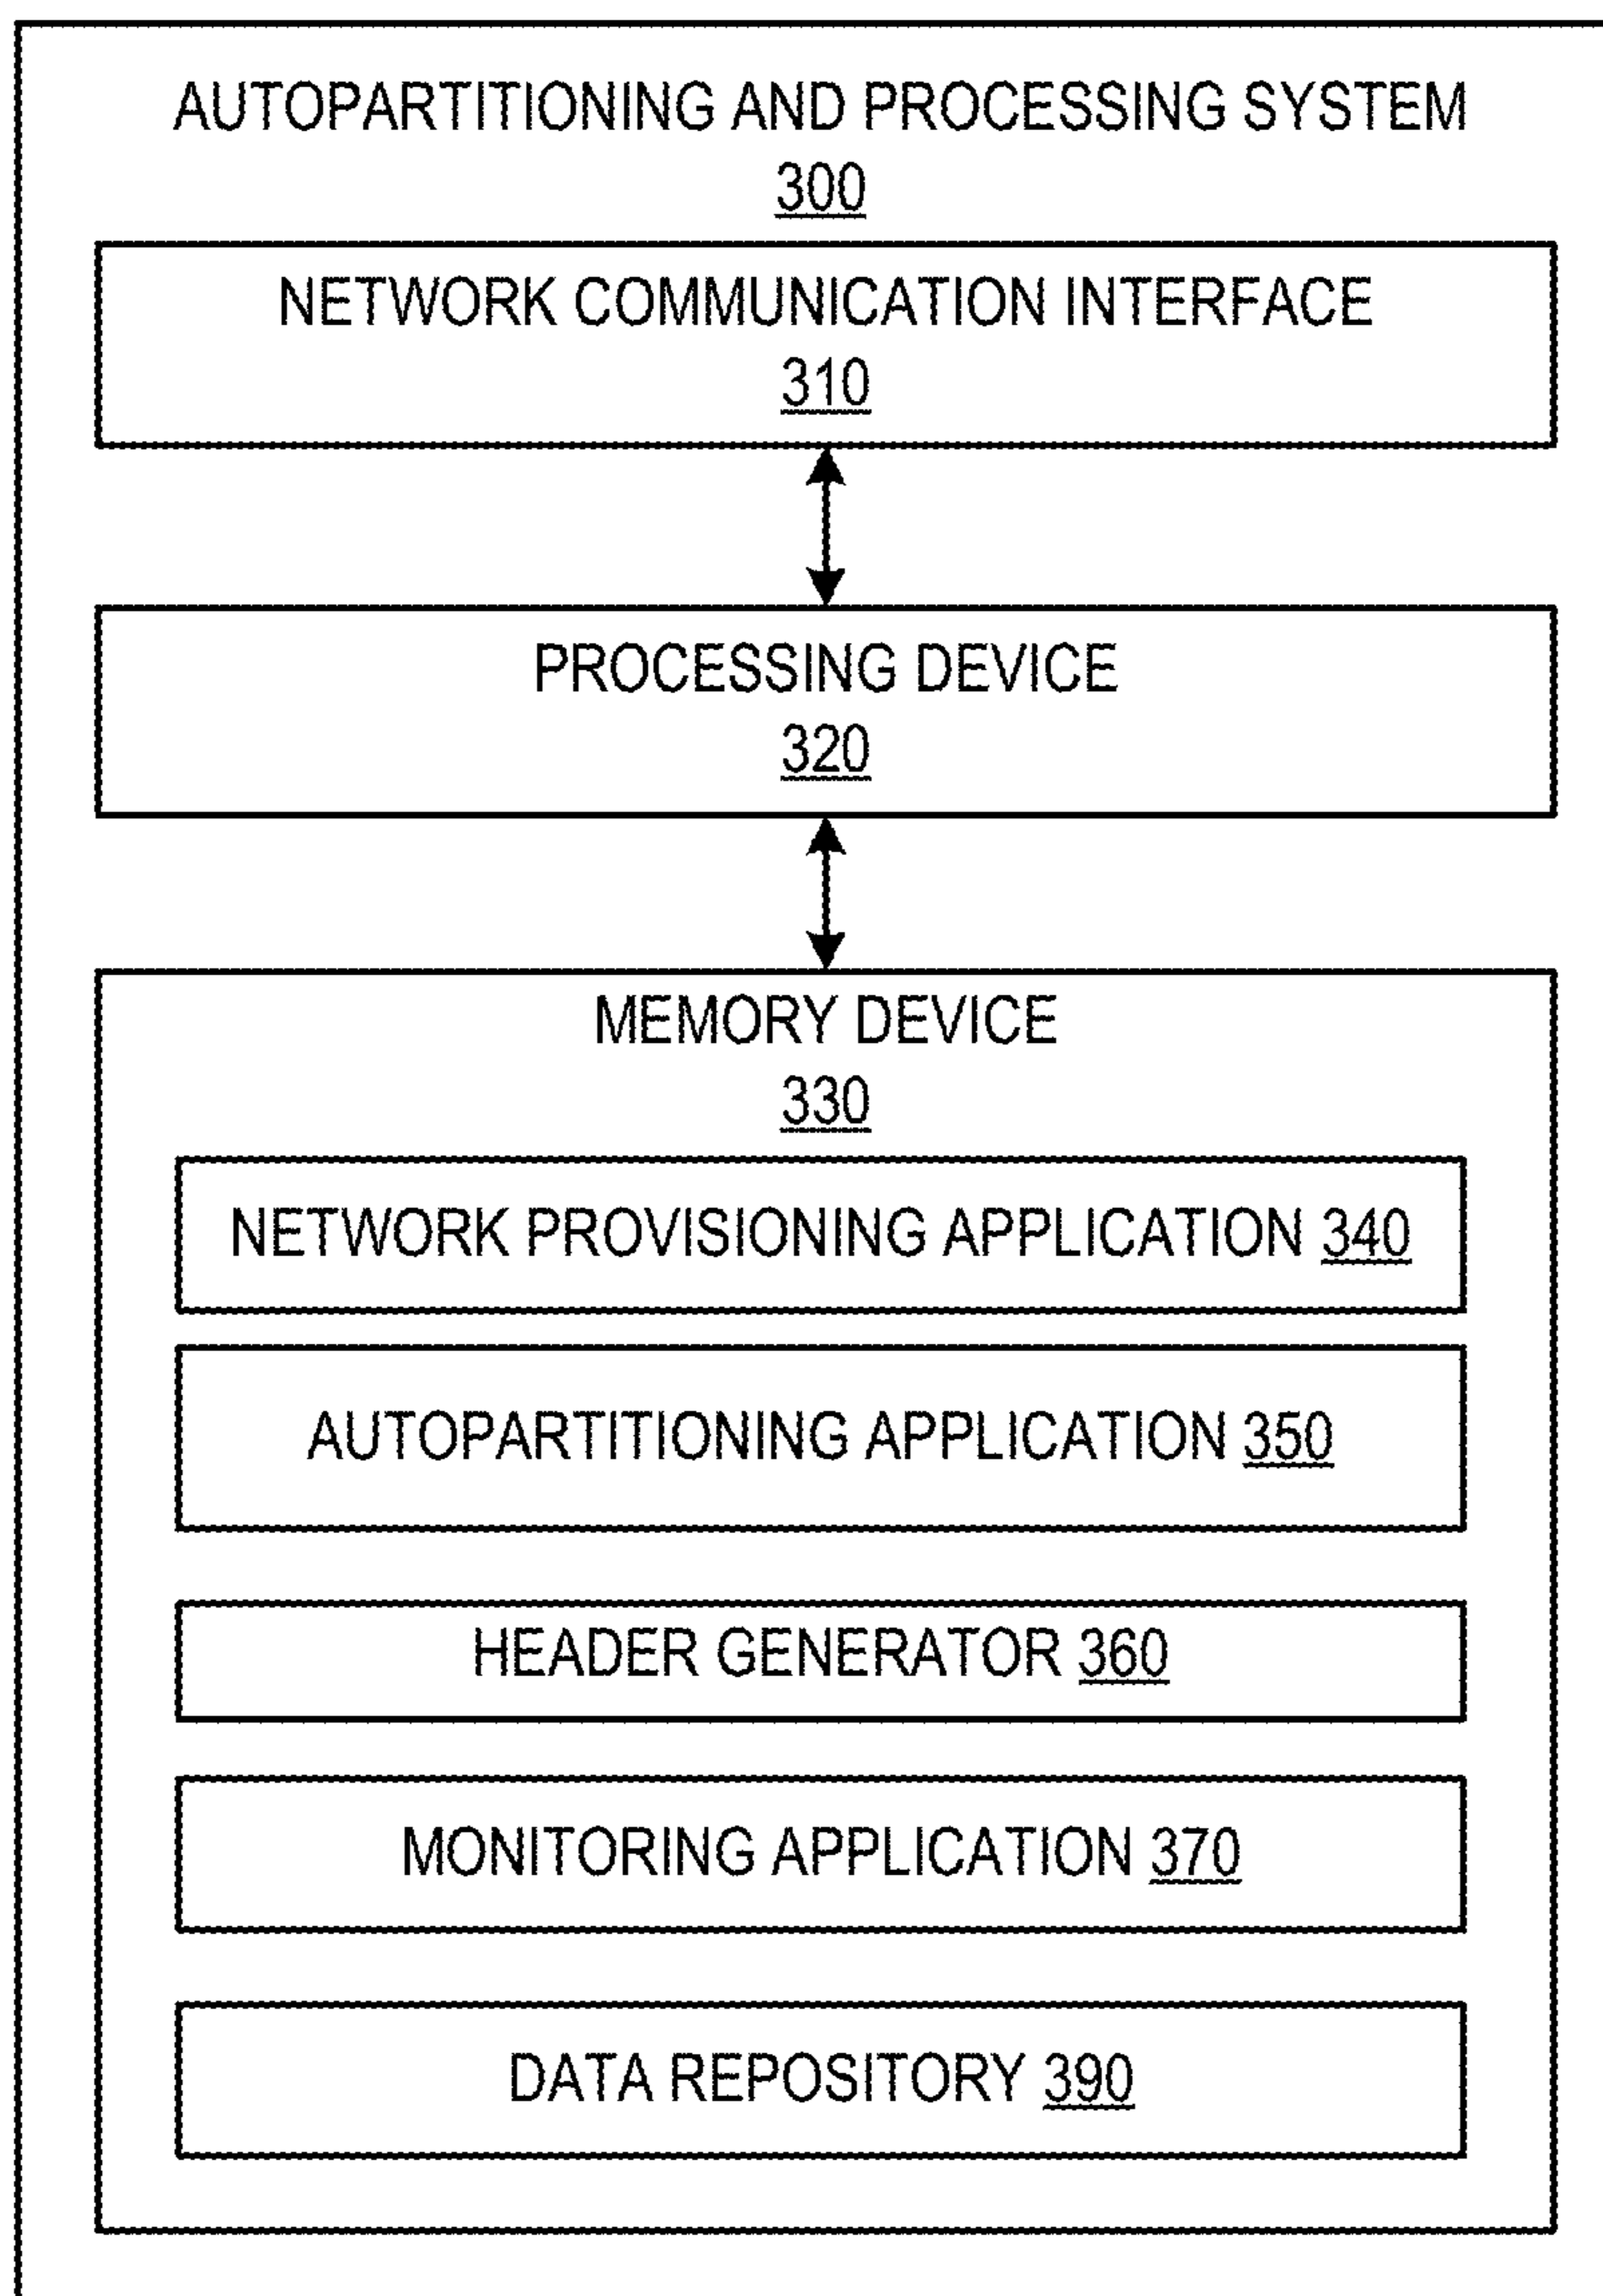 AUTOPARTITIONING AND PROCESSING SYSTEM
300
NETWORK COMMUNICATION INTERFACE
310
PROCESSING DEVICE
320
MEMORY DEVICE
330
NETWORK PROVISIONING APPLICATION 340
AUTOPARTITIONING APPLICATION 350
HEADER GENERATOR 360
MONITORING APPLICATION 370
DATA REPOSITORY 390